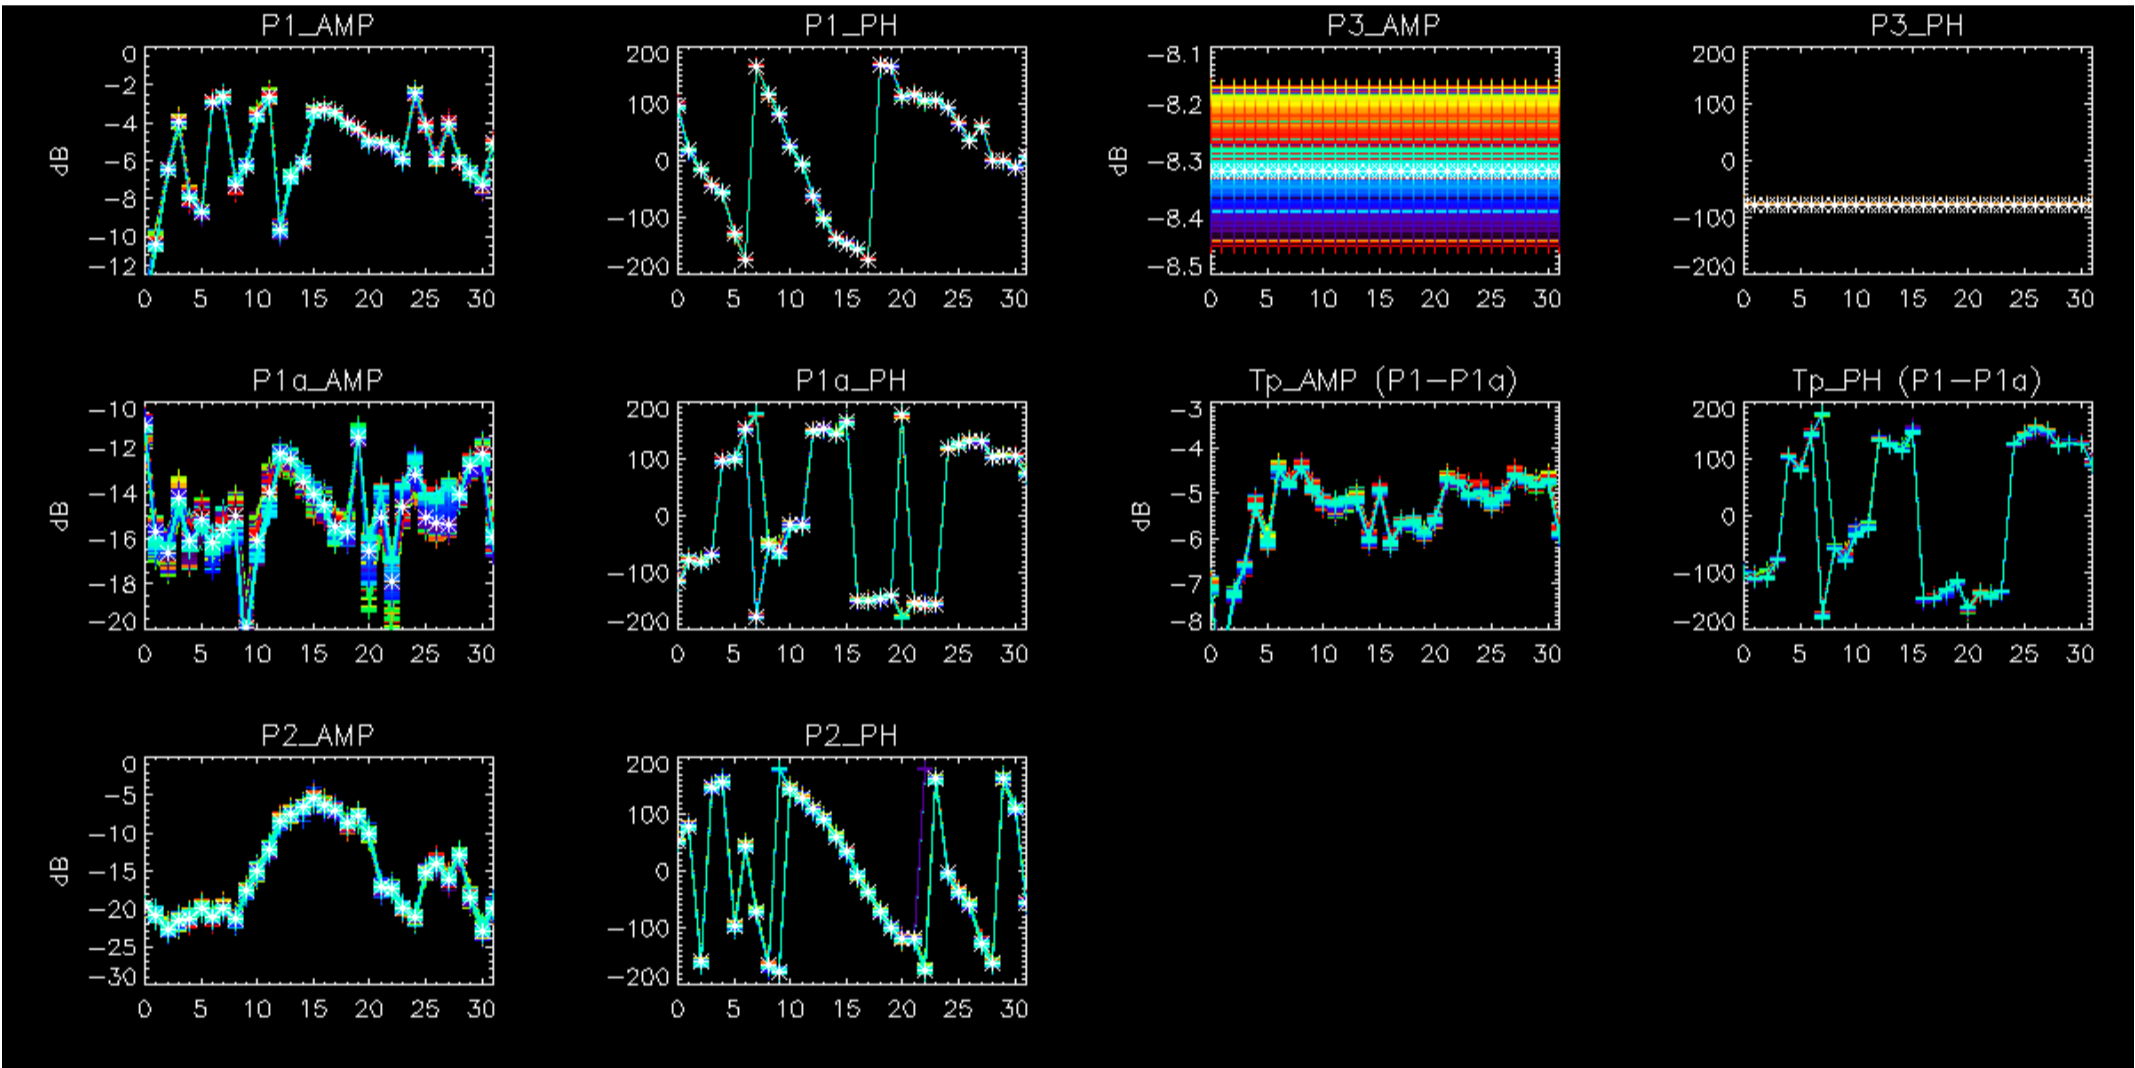 P1_AMP
P1_PH
P3_AMP
P3_PH
dB
0
−2
−4
−6
−8
−10
−12
0 5 10 15 20 25 30
200
100
0
−100
−200
0 5 10 15 20 25 30
dB
−8.1
−8.2
−8.3
−8.4
−8.5
0 5 10 15 20 25 30
200
100
0
−100
−200
0 5 10 15 20 25 30
P1a_AMP
P1a_PH
Tp_AMP (P1−P1a)
Tp_PH (P1−P1a)
dB
−10
−12
−14
−16
−18
−20
0 5 10 15 20 25 30
200
100
0
−100
−200
0 5 10 15 20 25 30
dB
−3
−4
−5
−6
−7
−8
0 5 10 15 20 25 30
200
100
0
−100
−200
0 5 10 15 20 25 30
P2_AMP
P2_PH
dB
0
−5
−10
−15
−20
−25
−30
0 5 10 15 20 25 30
200
100
0
−100
−200
0 5 10 15 20 25 30